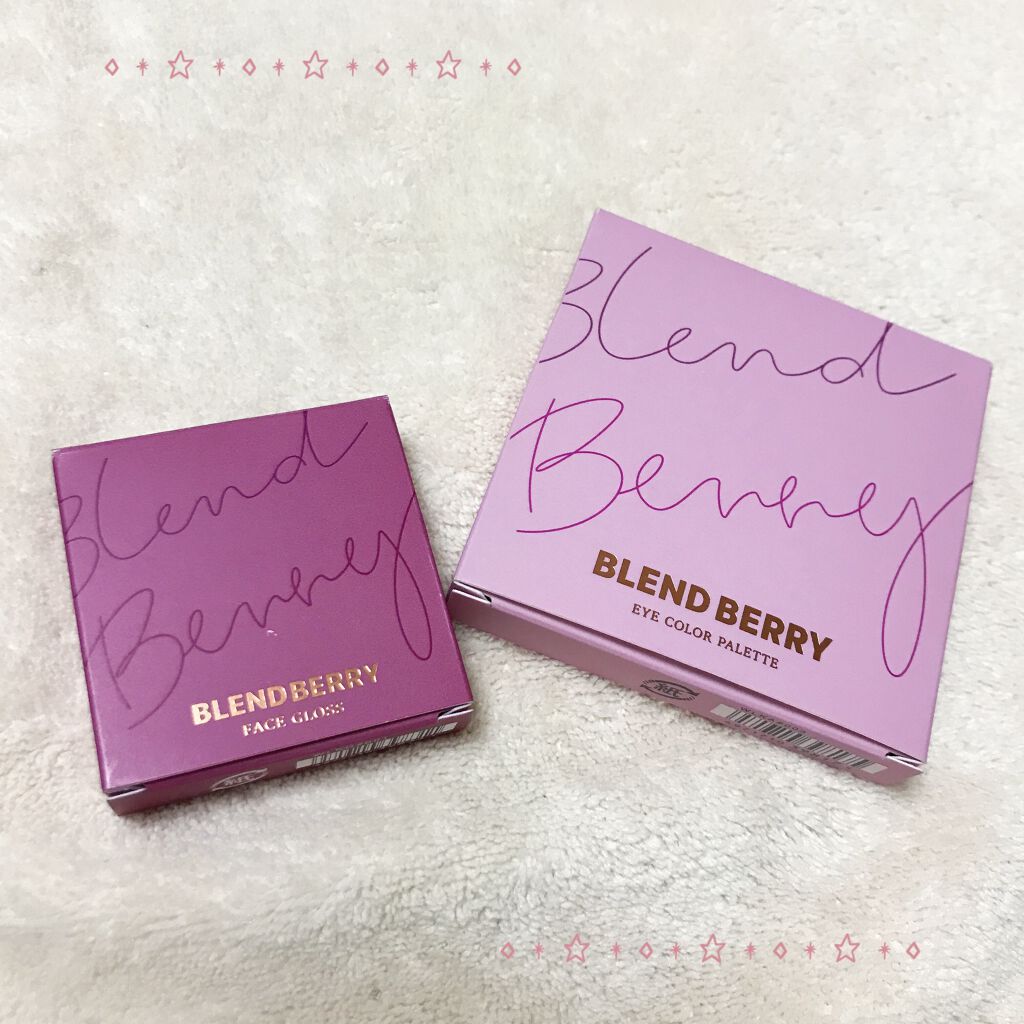 Blend
Berry
BLEND BERRY
FACE GLOSS
Blend
Berry
BLEND BERRY
EYE COLOR PALETTE